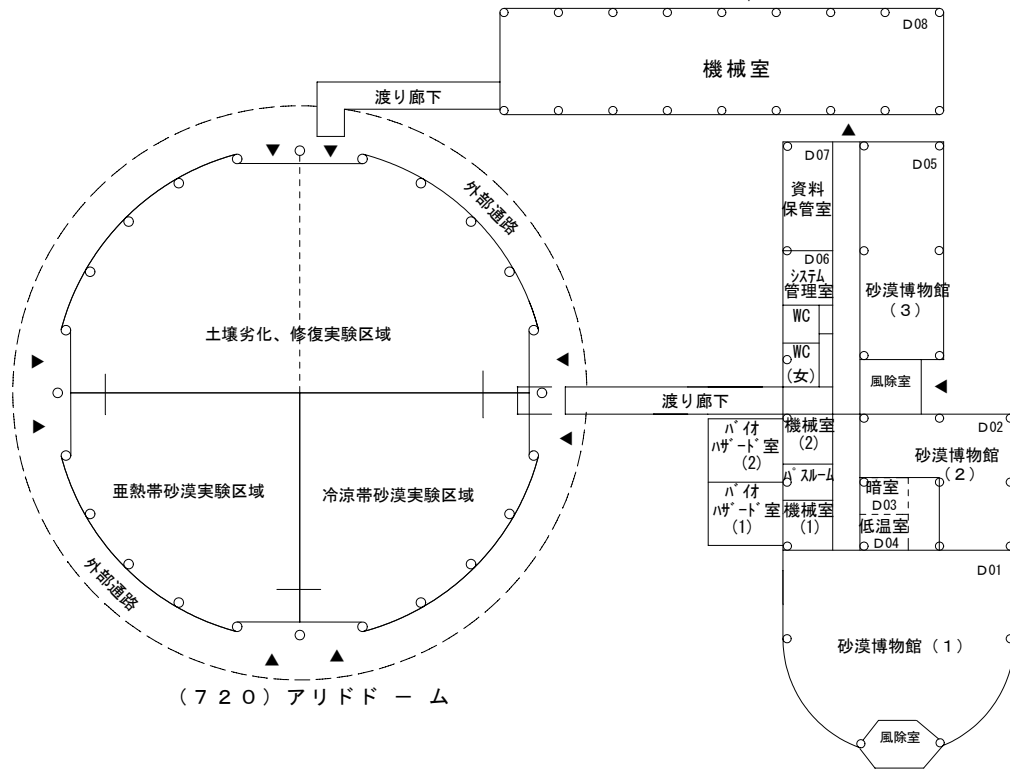 D08
機械室
渡り廊下
外部通路
土壌劣化、修復実験区域
亜熱帯砂漠実験区域
冷涼帯砂漠実験区域
外部通路
(720)アリドドーム
D07
資料
保管室
D06
システム
管理室
WC
WC
(女)
D05
砂漠博物館
(3)
風除室
渡り廊下
バイオ
ハザード室
(2)
バイオ
ハザード室
(1)
機械室
(2)
パスルーム
機械室
(1)
D02
砂漠博物館
(2)
暗室
D03
低温室
D04
D01
砂漠博物館(1)
風除室